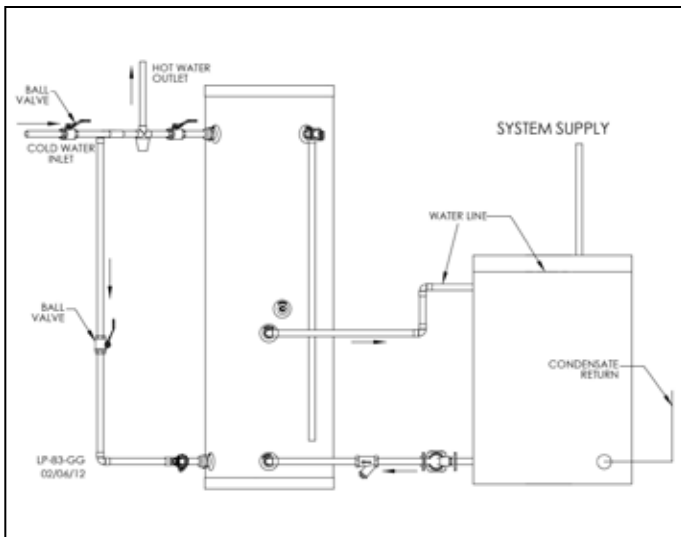 HOT WATER
OUTLET
BALL
VALVE
COLD WATER
INLET
SYSTEM SUPPLY
WATER LINE
BALL
VALVE
CONDENSATE
RETURN
LP-83-GG
02/06/12